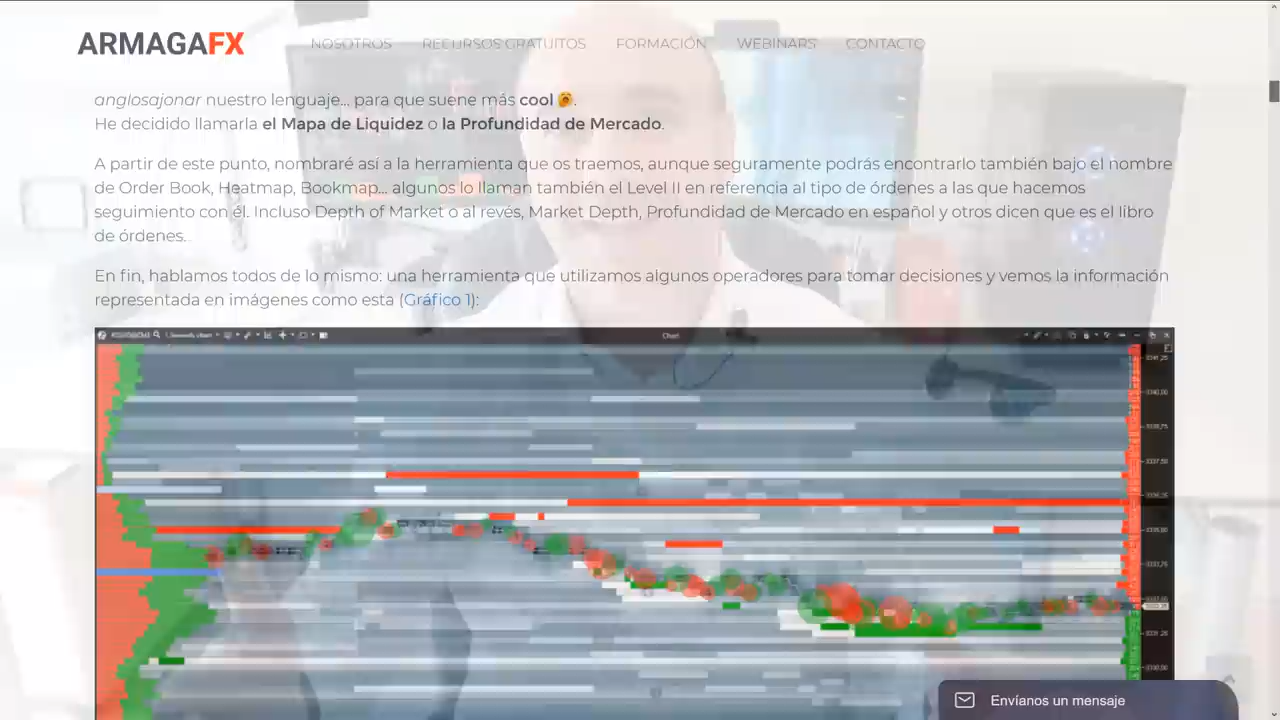 ARMAGAFX
NOSOTROS RECURSOS GRATUITOS FORMACIÓN WEBINARS CONTACTO
anglosajonar nuestro lenguaje... para que suene más cool.
He decidido llamarla el Mapa de Liquidez o la Profundidad de Mercado.
A partir de este punto, nombraré así a la herramienta que os traemos, aunque seguramente podrás encontrarlo también bajo el nombre
de Order Book, Heatmap, Bookmap... algunos lo llaman también el Level II en referencia al tipo de órdenes a las que hacemos
seguimiento con él. Incluso Depth of Market o al revés, Market Depth, Profundidad de Mercado en español y otros dicen que es el libro
de órdenes.
En fin, hablamos todos de lo mismo: una herramienta que utilizamos algunos operadores para tomar decisiones y vemos la información
representada en imágenes como esta (Gráfico 1):
Chart
Envíanos un mensaje